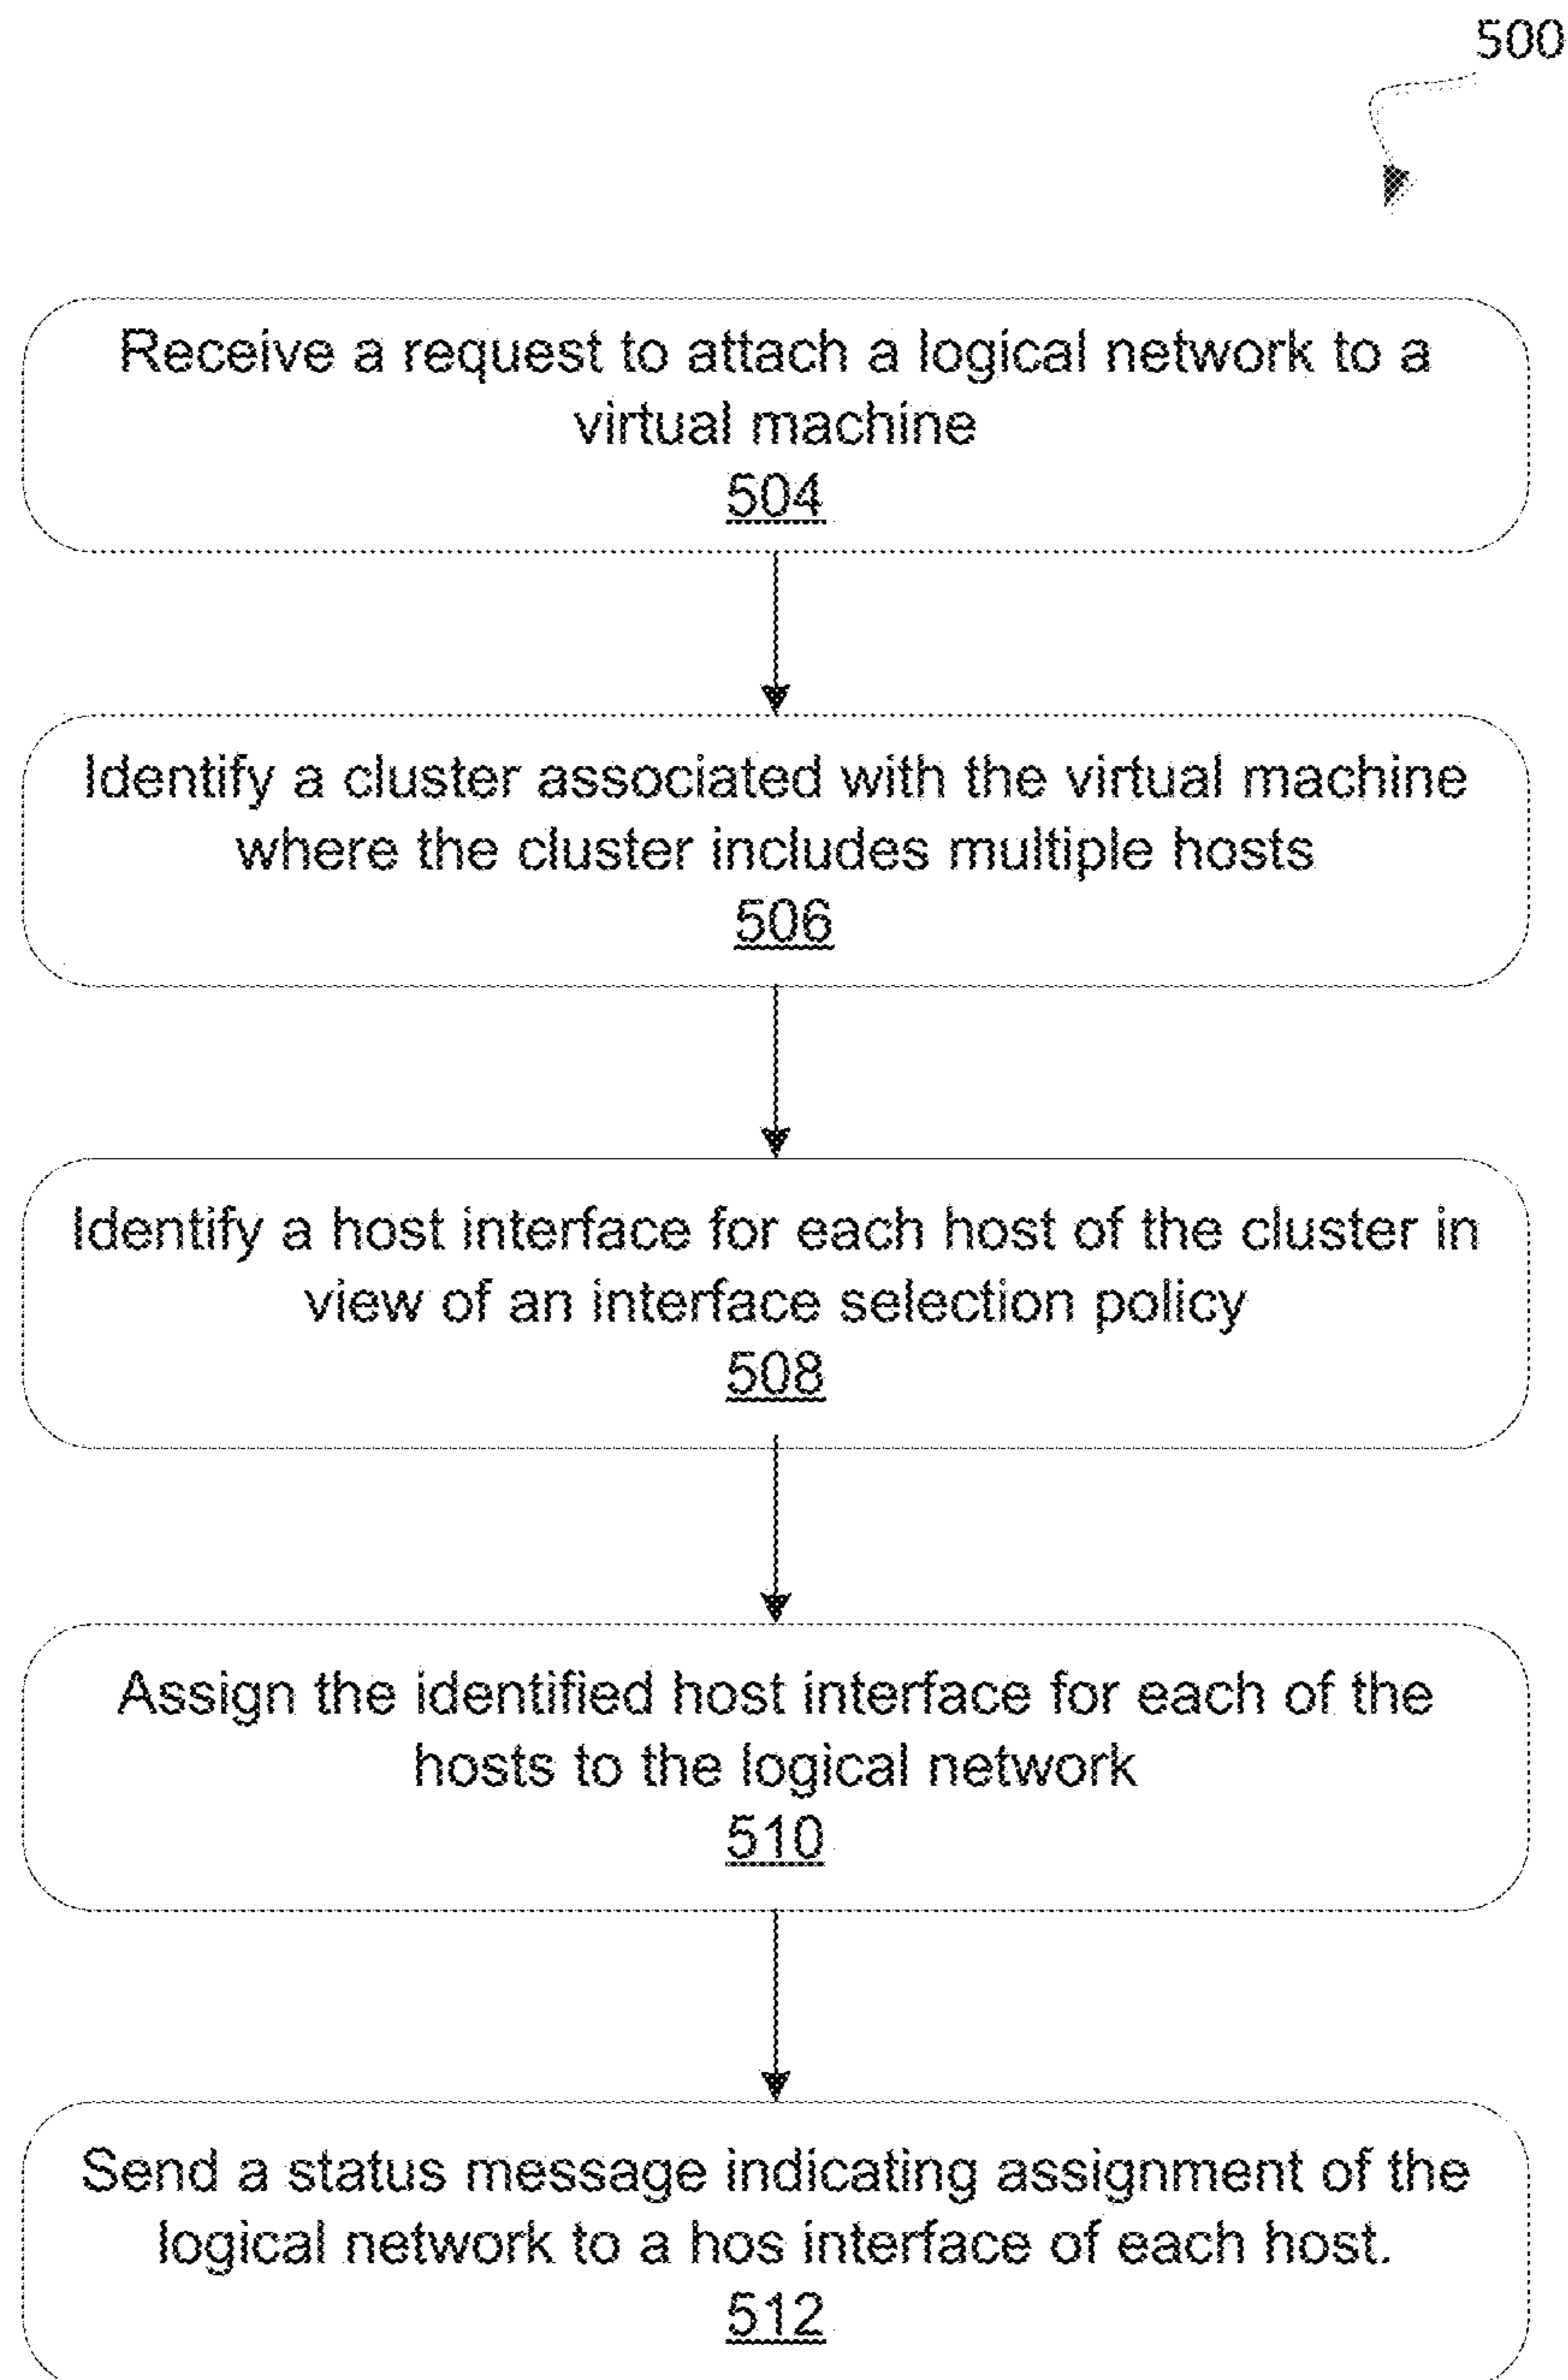 500
Receive a request to attach a logical network to a
virtual machine
504
Identify a cluster associated with the virtual machine
where the cluster includes multiple hosts
506
Identify a host interface for each host of the cluster in
view of an interface selection policy
508
Assign the identified host interface for each of the
hosts to the logical network
510
Send a status message indicating assignment of the
logical network to a hos interface of each host.
512